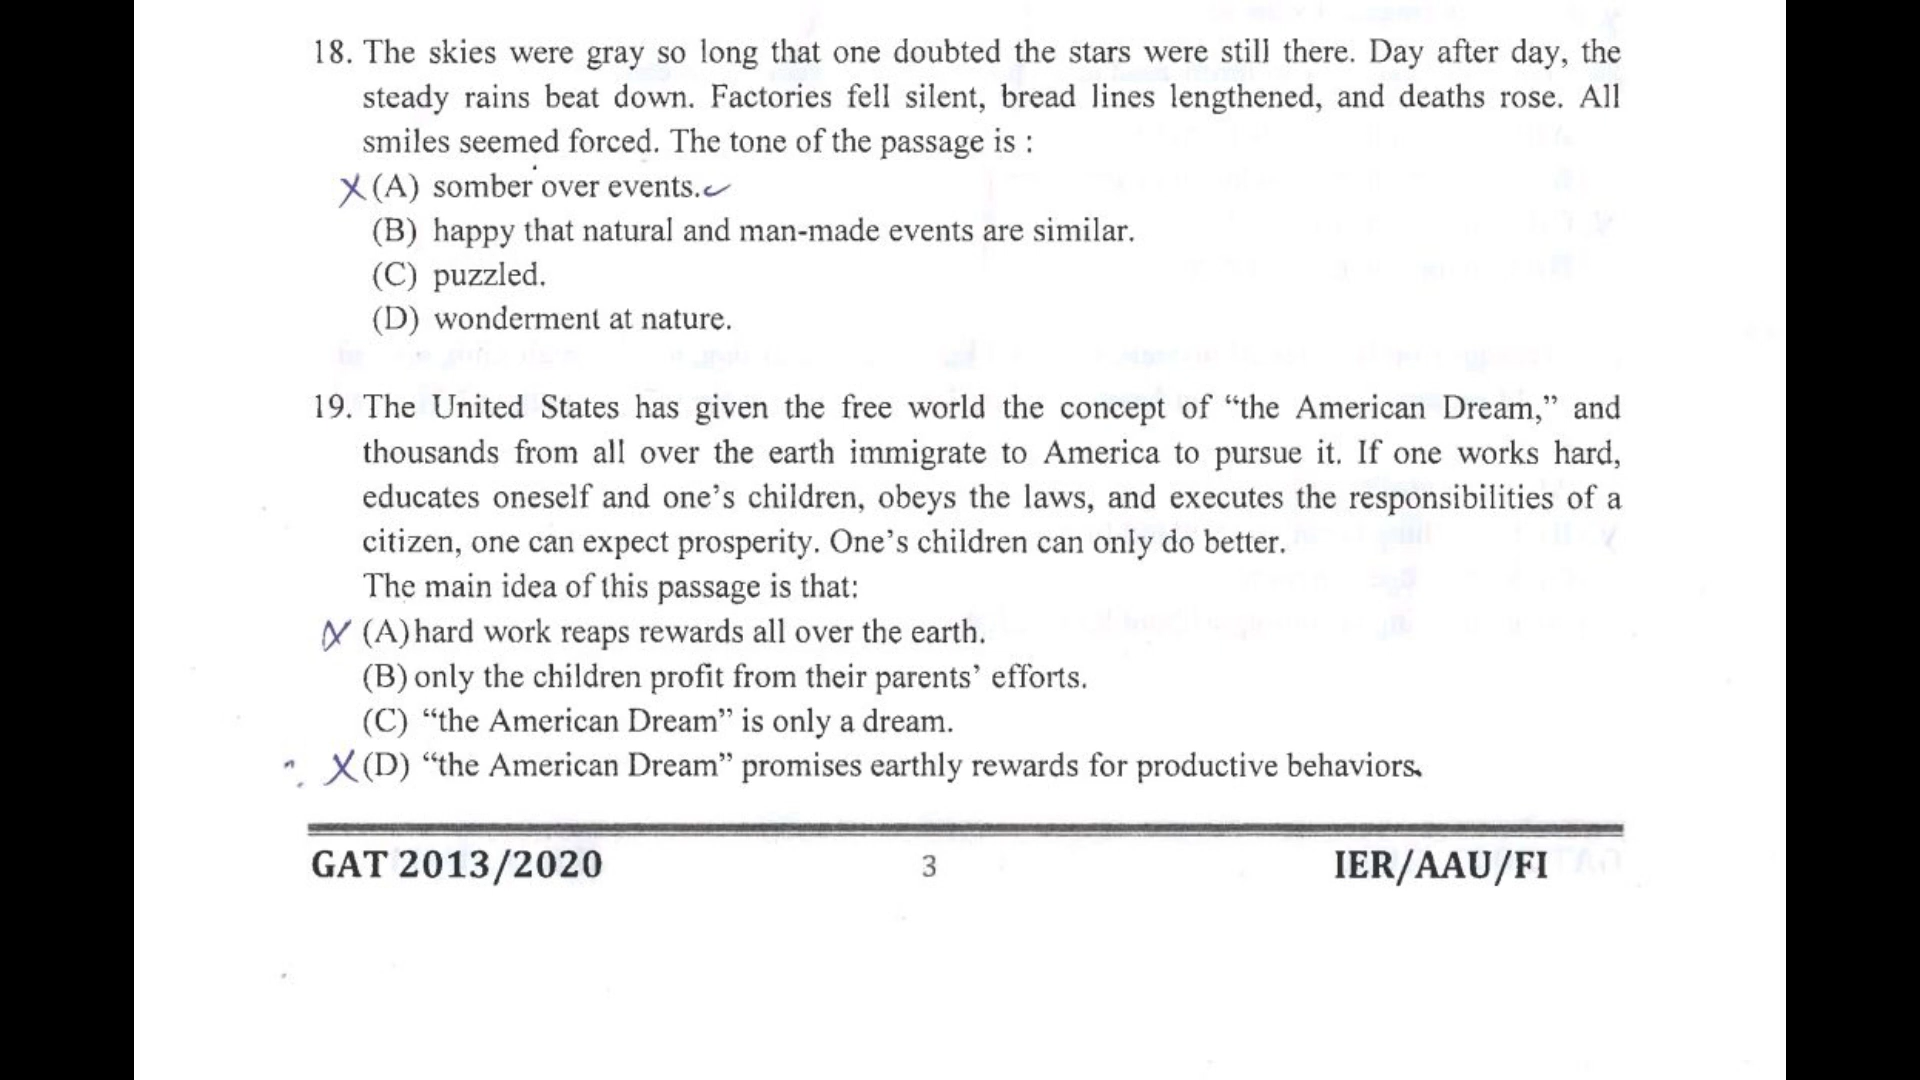 18. The skies were gray so long that one doubted the stars were still there. Day after day, the
steady rains beat down. Factories fell silent, bread lines lengthened, and deaths rose. All
smiles seemed forced. The tone of the passage is :
(A) somber over events.
(B) happy that natural and man-made events are similar.
(C) puzzled.
(D) wonderment at nature.
19. The United States has given the free world the concept of “the American Dream,” and
thousands from all over the earth immigrate to America to pursue it. If one works hard,
educates oneself and one’s children, obeys the laws, and executes the responsibilities of a
citizen, one can expect prosperity. One’s children can only do better.
The main idea of this passage is that:
(A) hard work reaps rewards all over the earth.
(B) only the children profit from their parents’ efforts.
(C) “the American Dream” is only a dream.
(D) “the American Dream” promises earthly rewards for productive behaviors.
GAT 2013/2020 3 IER/AAU/FI